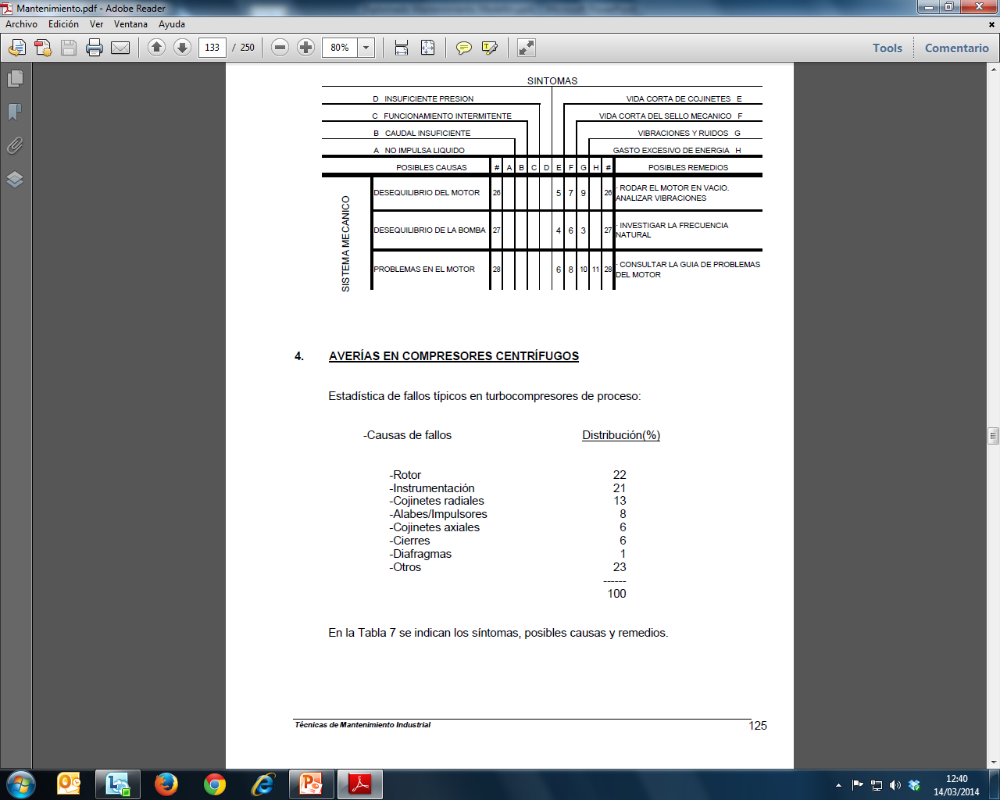 Mantenimiento.pdf - Adobe Reader
Archivo Edición Ver Ventana Ayuda
133 / 250 80% Tools Comentario
SINTOMAS
D INSUFICIENTE PRESION VIDA CORTA DE COJINETES E
C FUNCIONAMIENTO INTERMITENTE VIDA CORTA DEL SELLO MECANICO F
B CAUDAL INSUFICIENTE VIBRACIONES Y RUIDOS G
A NO IMPULSA LIQUIDO GASTO EXCESIVO DE ENERGIA H
POSIBLES CAUSAS # A B C D E F G H # POSIBLES REMEDIOS
SISTEMA MECANICO
DESEQUILIBRIO DEL MOTOR 26 5 7 9 26 · RODAR EL MOTOR EN VACIO.
ANALIZAR VIBRACIONES
DESEQUILIBRIO DE LA BOMBA 27 4 6 3 27 · INVESTIGAR LA FRECUENCIA
NATURAL
PROBLEMAS EN EL MOTOR 28 6 8 10 11 28 · CONSULTAR LA GUIA DE PROBLEMAS
DEL MOTOR
4. AVERÍAS EN COMPRESORES CENTRÍFUGOS
Estadística de fallos típicos en turbocompresores de proceso:
-Causas de fallos Distribución(%)
-Rotor 22
-Instrumentación 21
-Cojinetes radiales 13
-Alabes/Impulsores 8
-Cojinetes axiales 6
-Cierres 6
-Diafragmas 1
-Otros 23
------
100
En la Tabla 7 se indican los síntomas, posibles causas y remedios.
Técnicas de Mantenimiento Industrial 125
12:40
14/03/2014